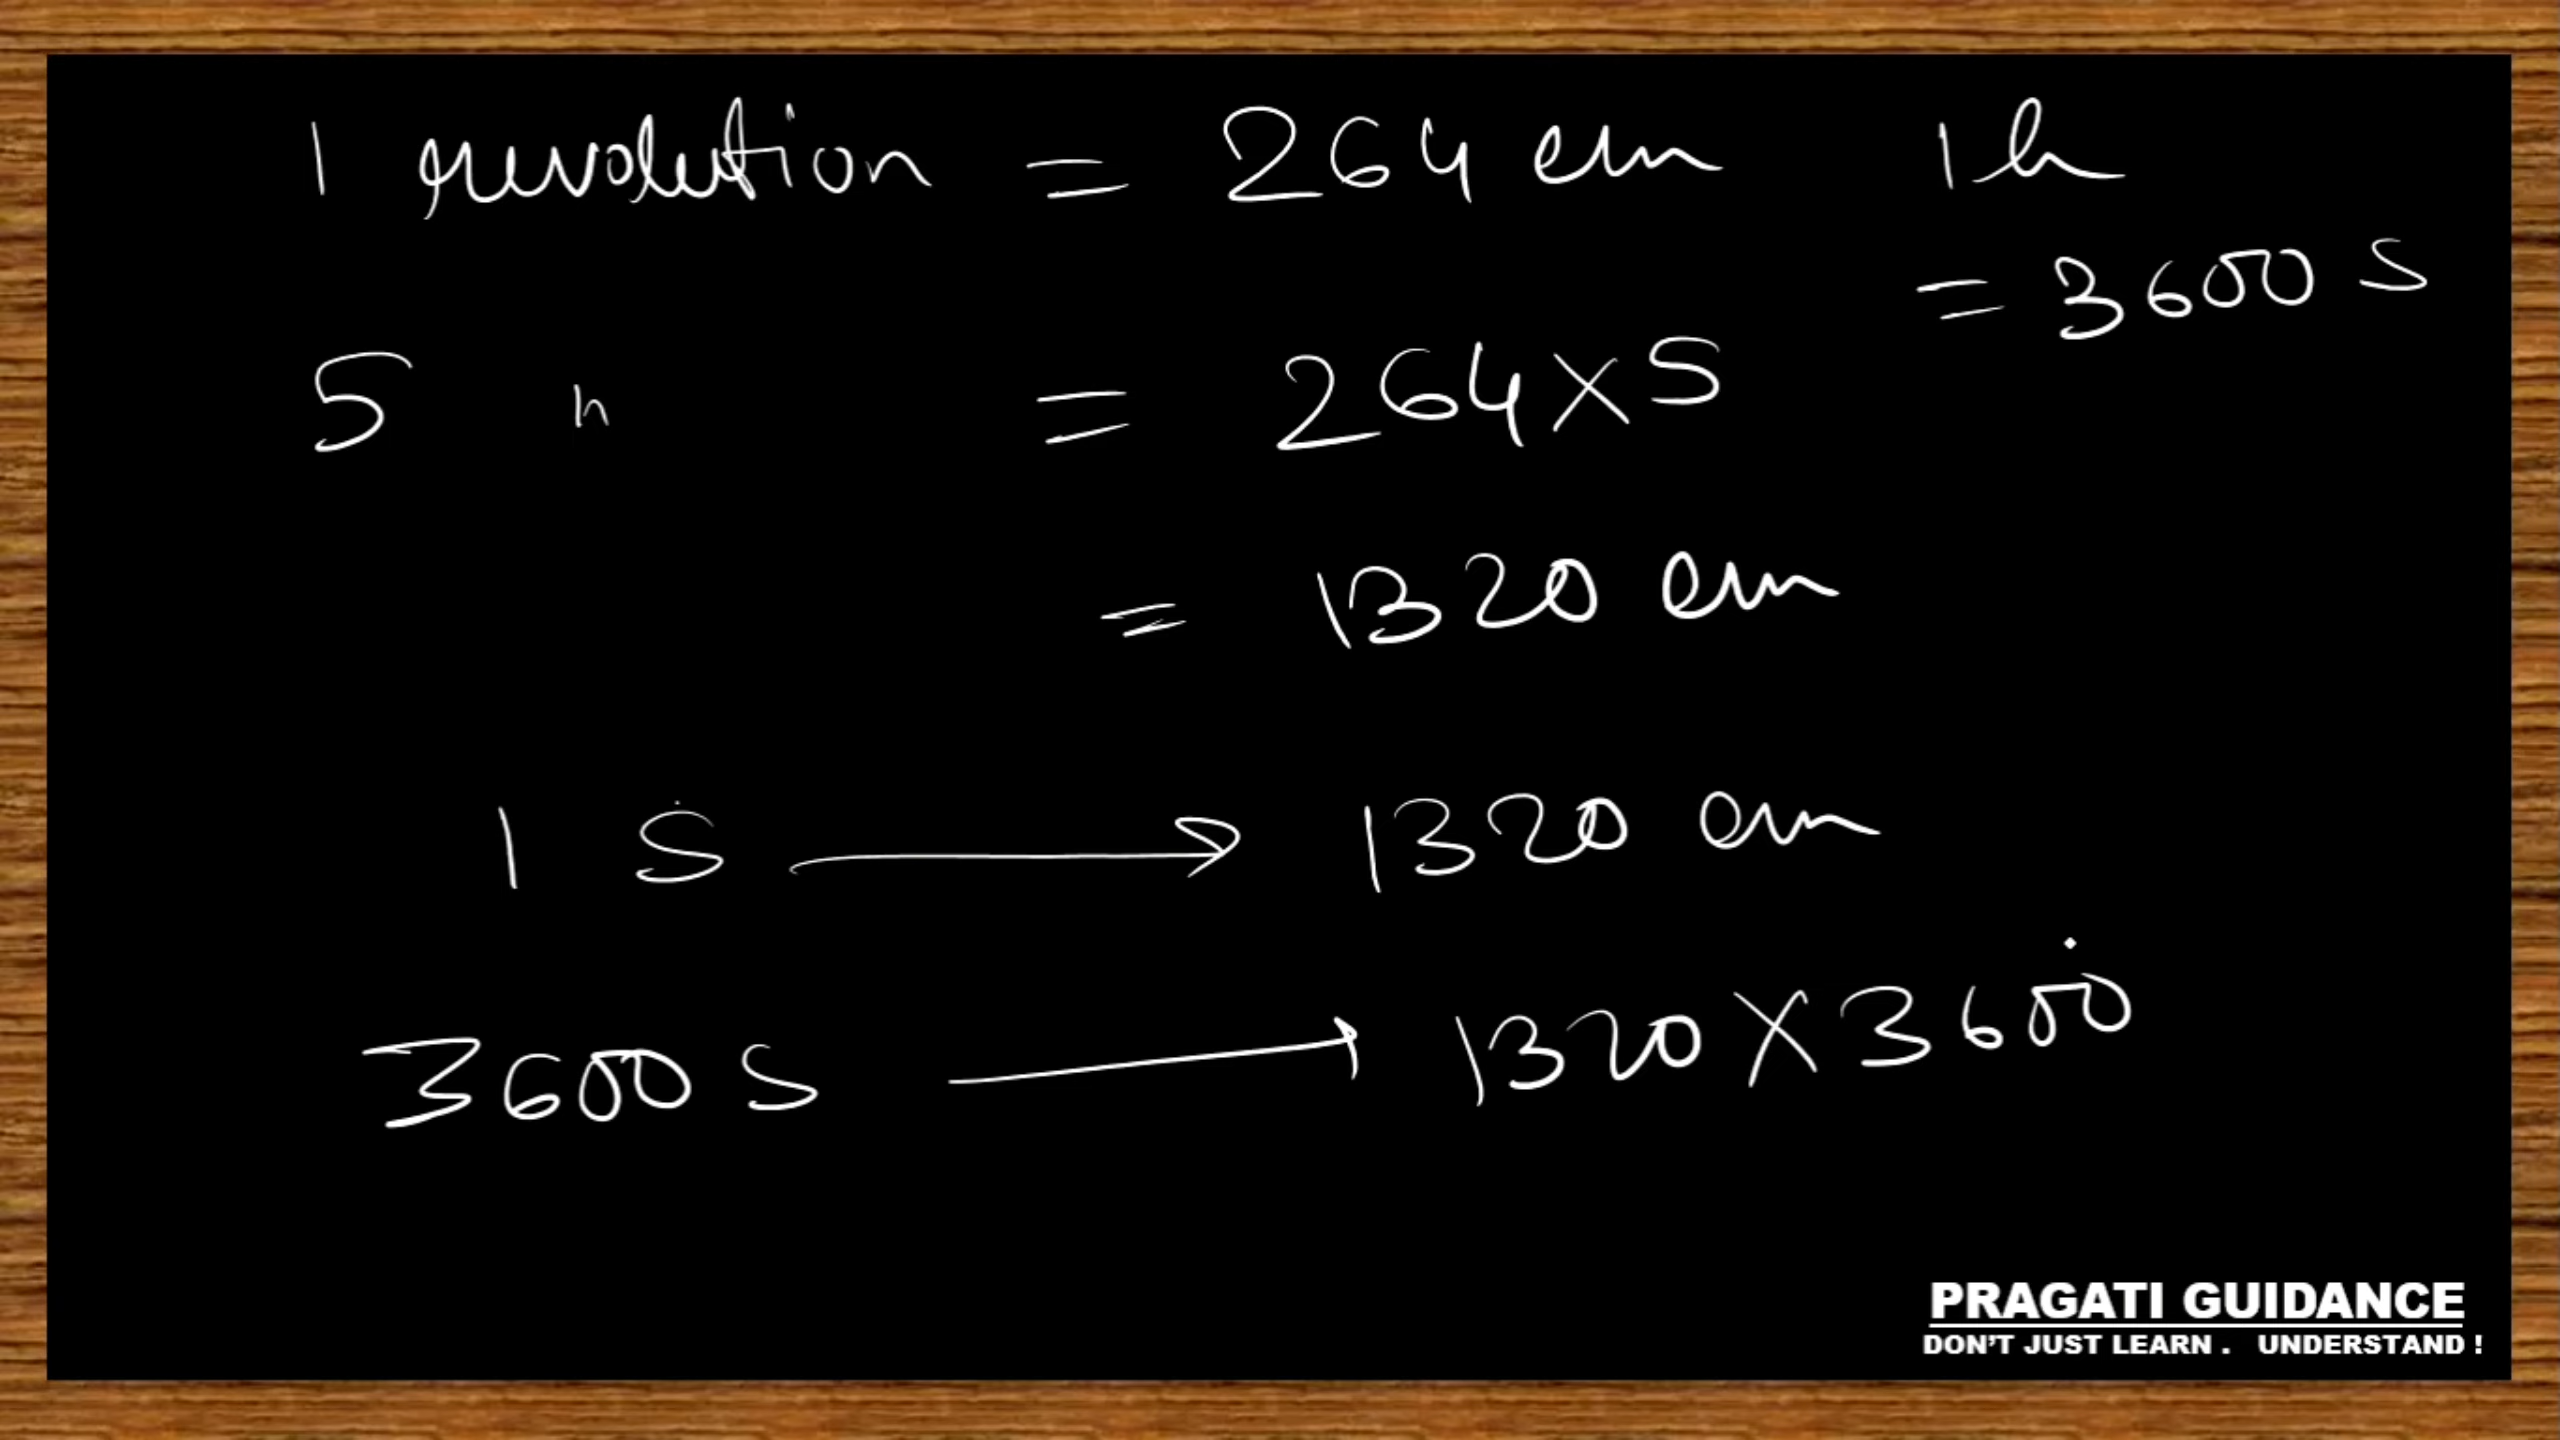 1 revolution = 264 cm
1h
= 3600 s
5 " = 264 × 5
= 1320 cm
1 s → 1320 cm
3600 s → 1320 × 3600
PRAGATI GUIDANCE
DON'T JUST LEARN. UNDERSTAND !